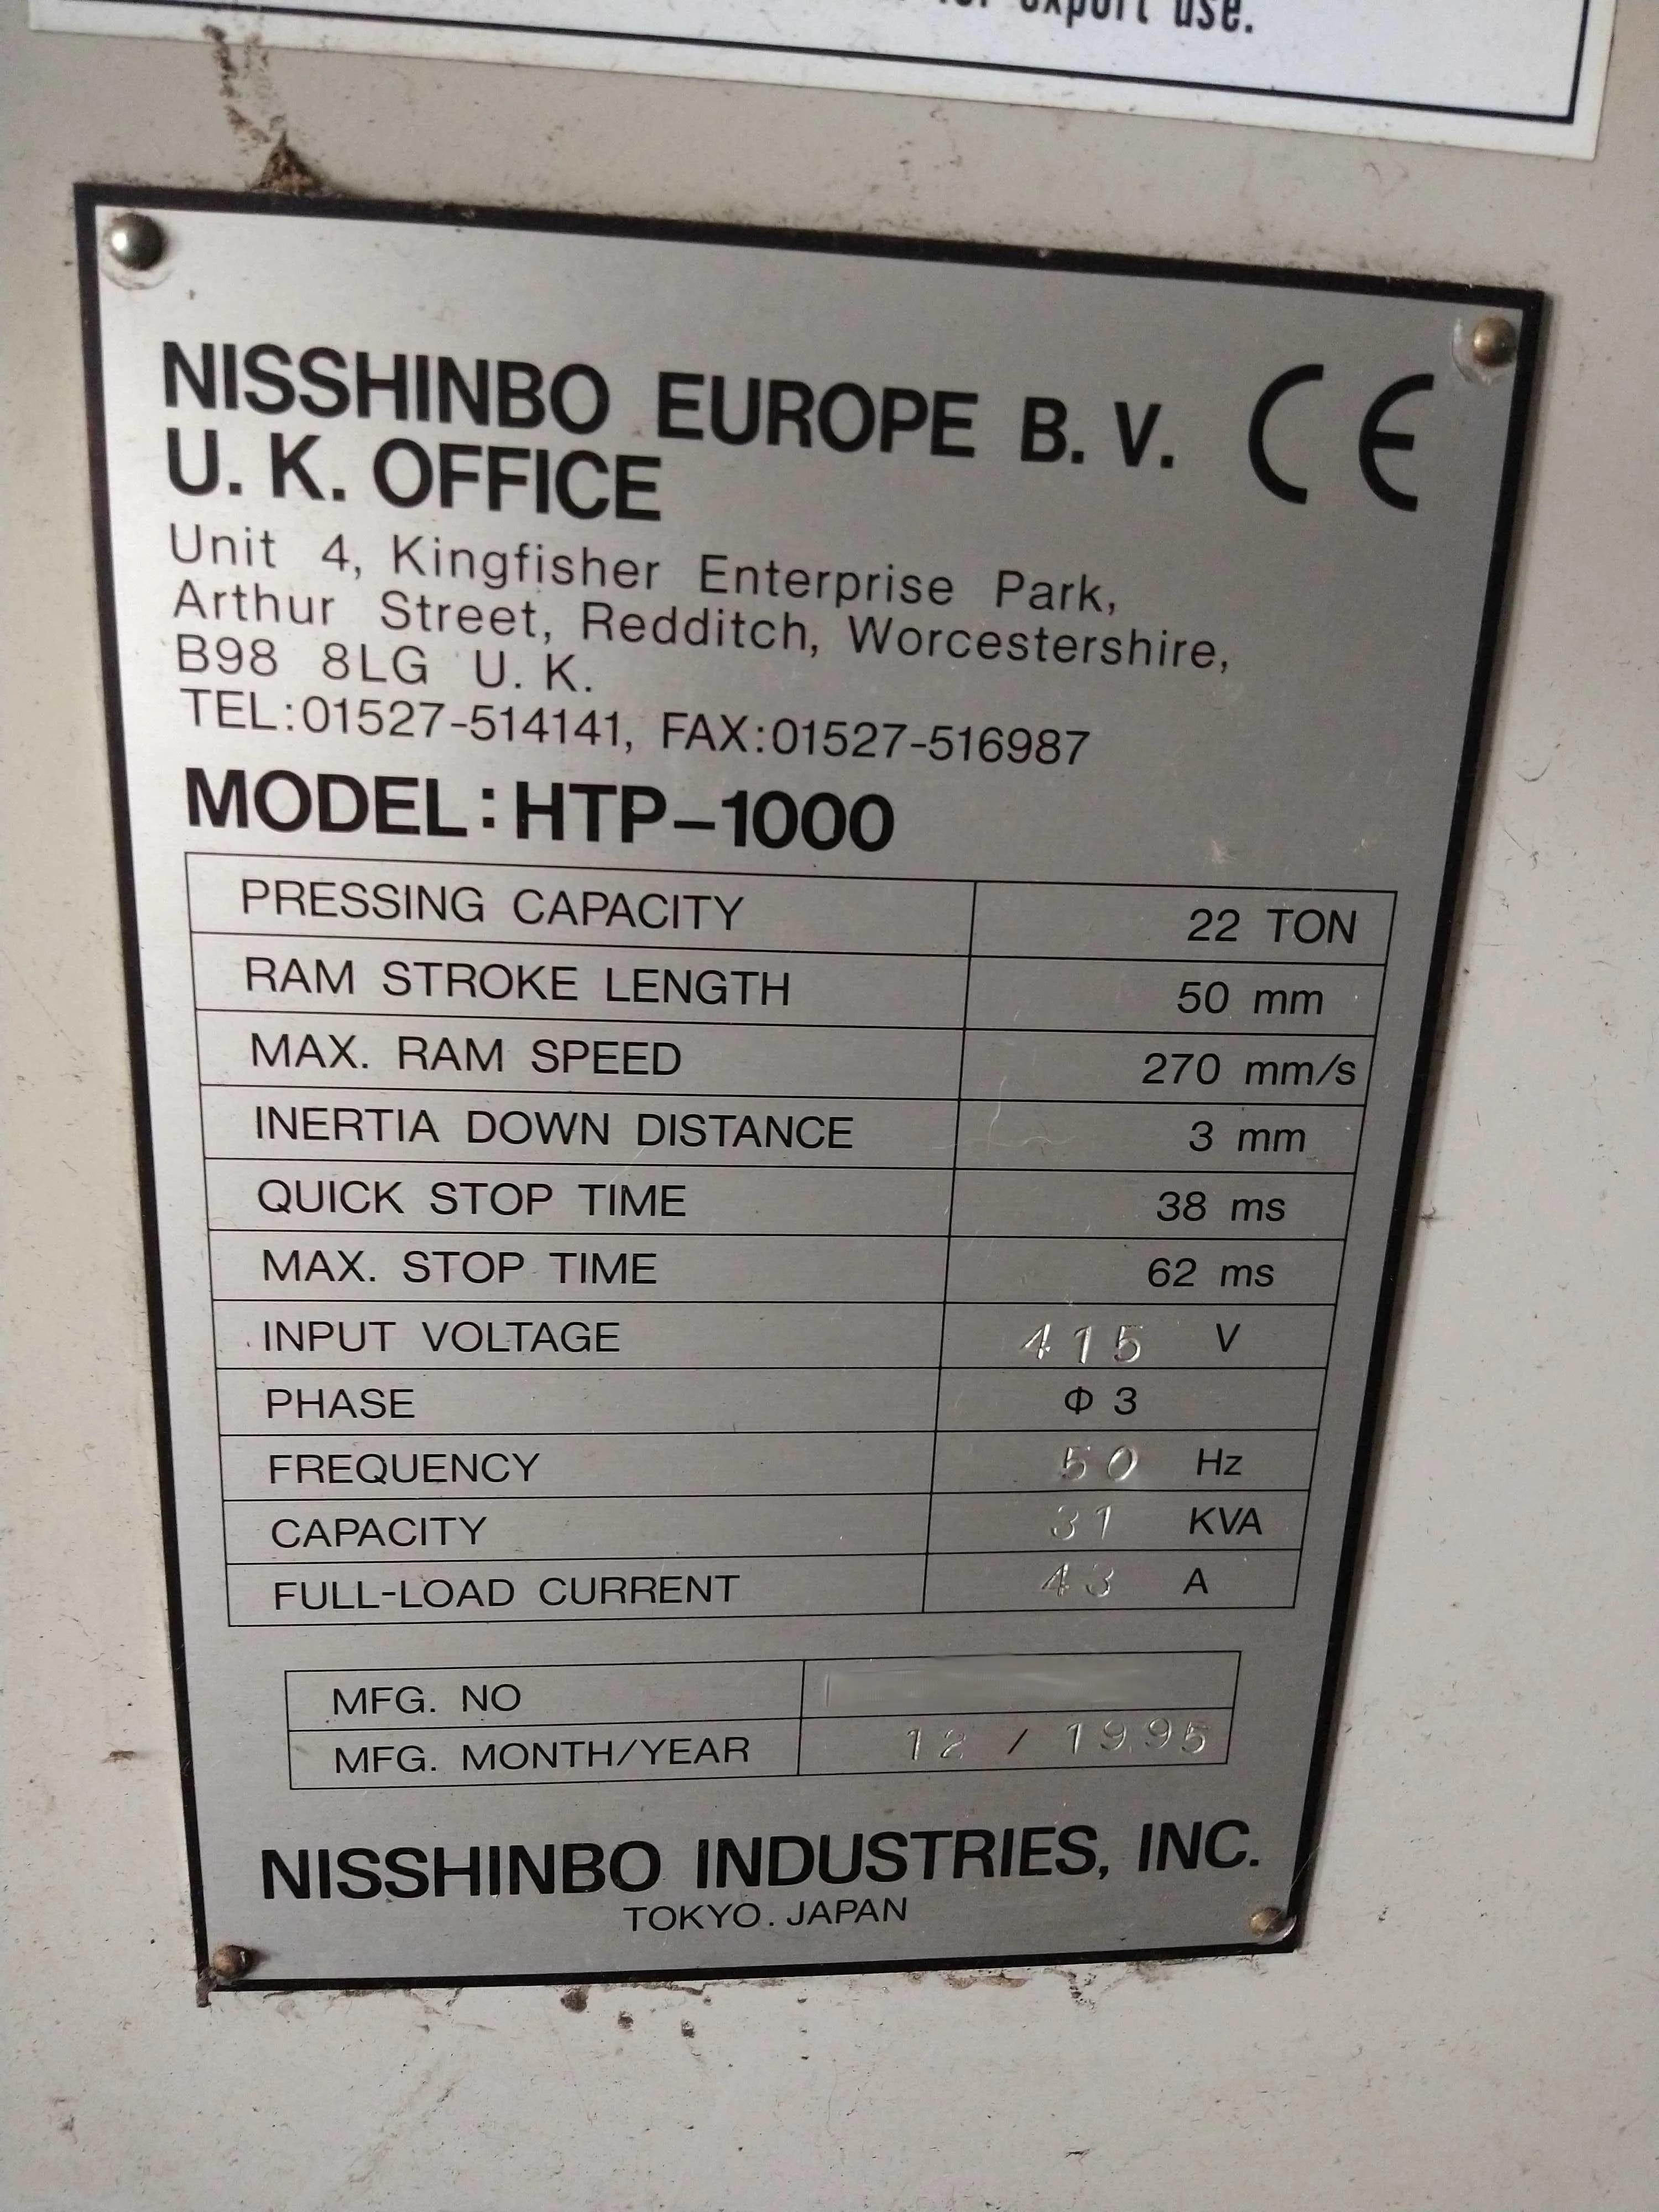 export use.
NISSHINBO EUROPE B. V. CE
U. K. OFFICE
Unit 4, Kingfisher Enterprise Park,
Arthur Street, Redditch, Worcestershire,
B98 8LG U. K.
TEL:01527-514141, FAX:01527-516987
MODEL:HTP-1000
PRESSING CAPACITY 22 TON
RAM STROKE LENGTH 50 mm
MAX. RAM SPEED 270 mm/s
INERTIA DOWN DISTANCE 3 mm
QUICK STOP TIME 38 ms
MAX. STOP TIME 62 ms
INPUT VOLTAGE 415 V
PHASE Φ 3
FREQUENCY 50 Hz
CAPACITY 31 KVA
FULL-LOAD CURRENT 43 A
MFG. NO
MFG. MONTH/YEAR 12 / 1995
NISSHINBO INDUSTRIES, INC.
TOKYO. JAPAN